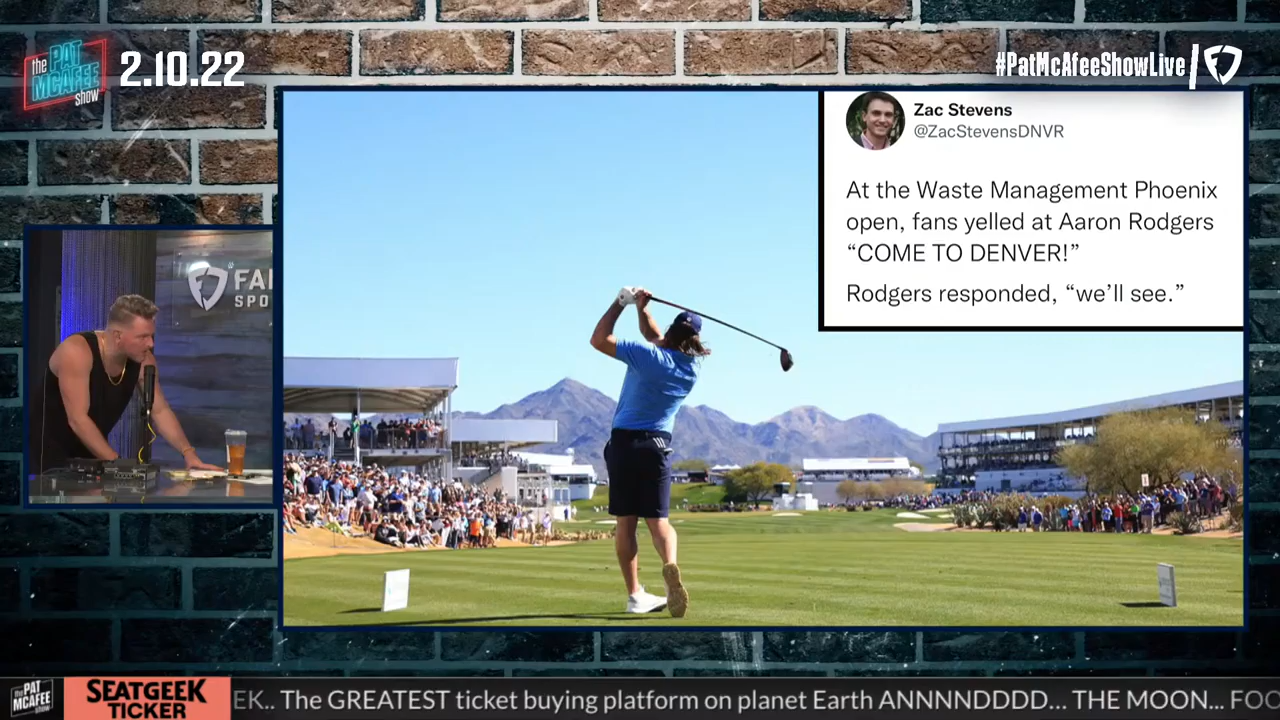 the PAT MCAFEE show
2.10.22
#PatMcAfeeShowLive
Zac Stevens
@ZacStevensDNVR
At the Waste Management Phoenix
open, fans yelled at Aaron Rodgers
“COME TO DENVER!”
Rodgers responded, “we’ll see.”
FA
SPO
the PAT MCAFEE show
SEATGEEK
TICKER
EK.. The GREATEST ticket buying platform on planet Earth ANNNNDDDD... THE MOON... FOO